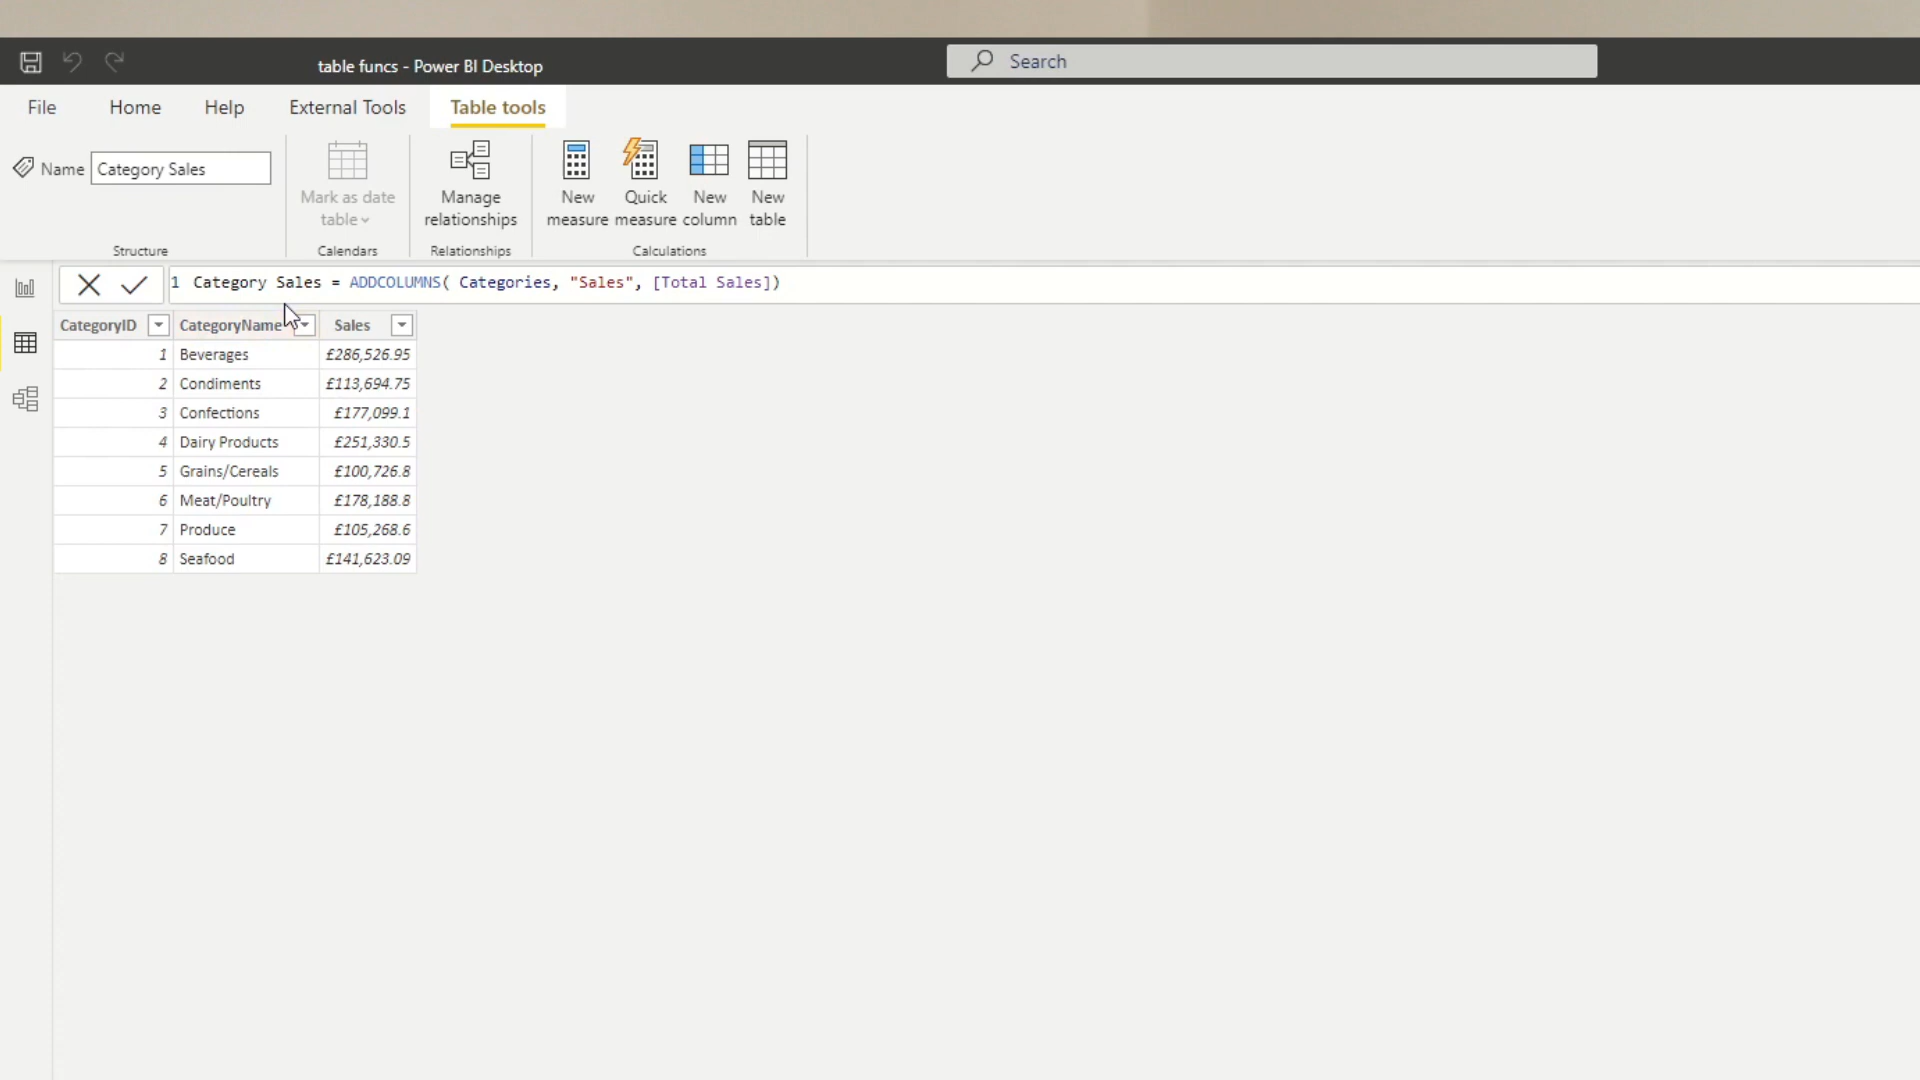 table funcs - Power BI Desktop
Search
File Home Help External Tools Table tools
Name Category Sales
Mark as date table
Manage relationships
New measure
Quick measure
New column
New table
Structure Calendars Relationships Calculations
1 Category Sales = ADDCOLUMNS( Categories, "Sales", [Total Sales])
CategoryID CategoryName Sales
1 Beverages £286,526.95
2 Condiments £113,694.75
3 Confections £177,099.1
4 Dairy Products £251,330.5
5 Grains/Cereals £100,726.8
6 Meat/Poultry £178,188.8
7 Produce £105,268.6
8 Seafood £141,623.09